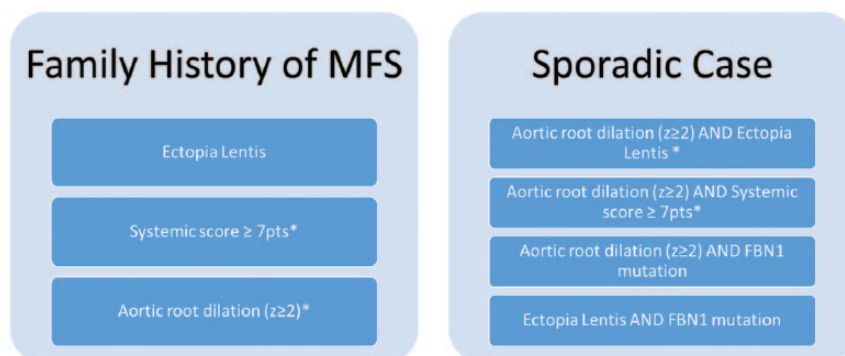 Family History of MFS
Ectopia Lentis
Systemic score ≥ 7pts*
Aortic root dilation (z≥2)*
Sporadic Case
Aortic root dilation (z≥2) AND Ectopia
Lentis *
Aortic root dilation (z≥2) AND Systemic
score ≥ 7pts*
Aortic root dilation (z≥2) AND FBN1
mutation
Ectopia Lentis AND FBN1 mutation